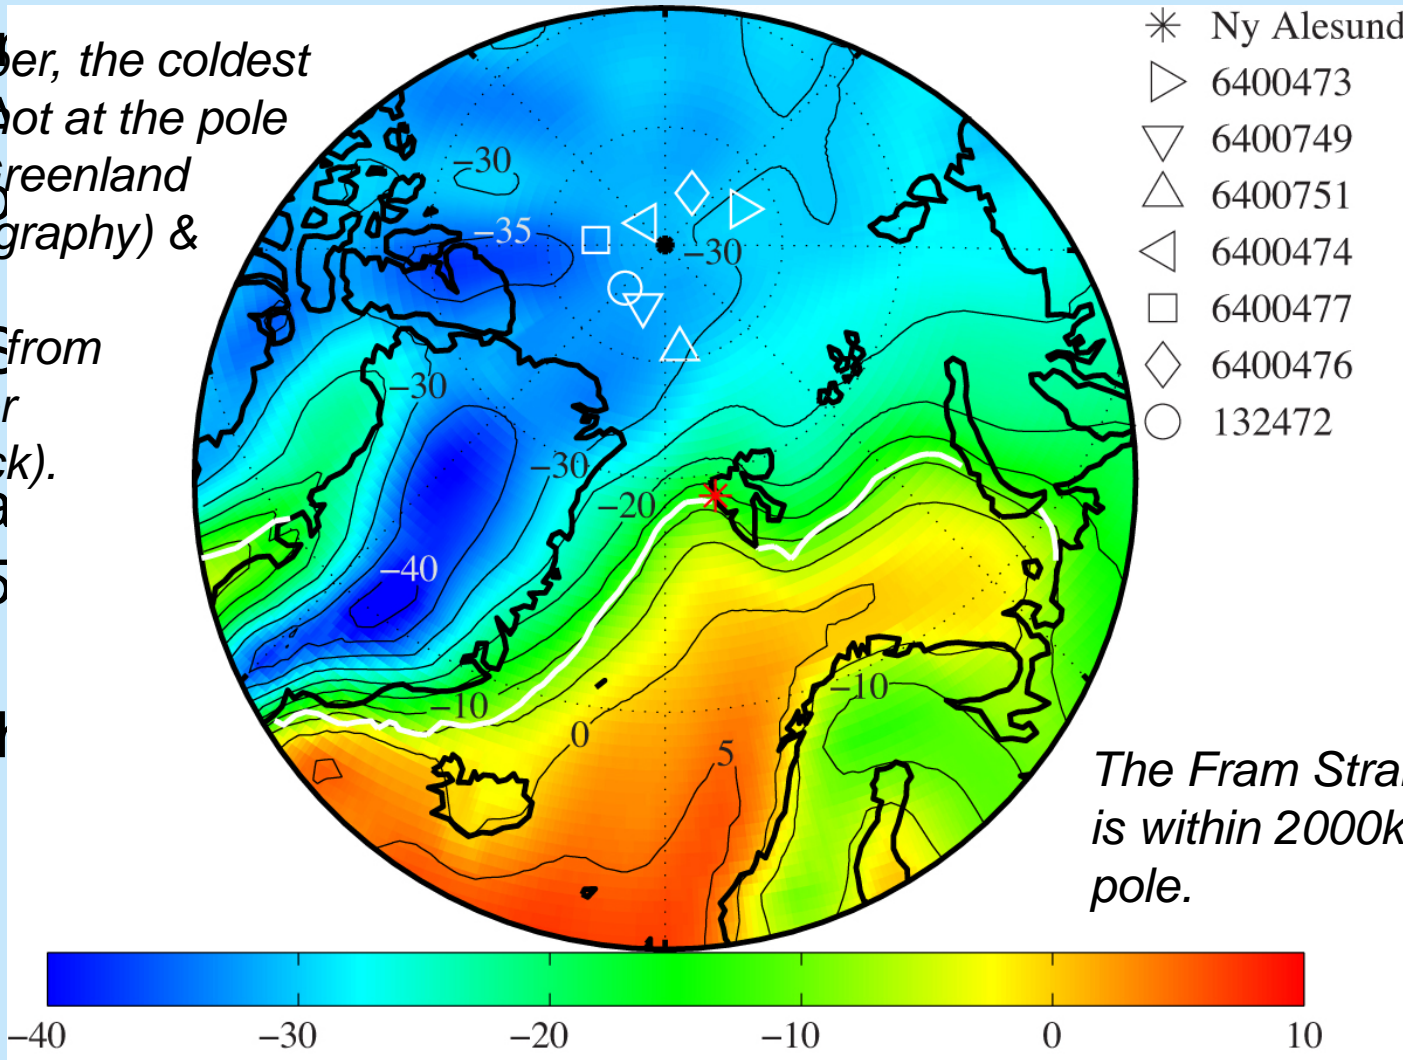 er, the coldest
not at the pole
reenland
graphy) &
from
r
ck).
Ny Alesund
6400473
6400749
6400751
6400474
6400477
6400476
132472
−30
−35
−30
−30
−30
−20
−40
−10
0
5
−10
The Fram Stra
is within 2000k
pole.
−40
−30
−20
−10
0
10